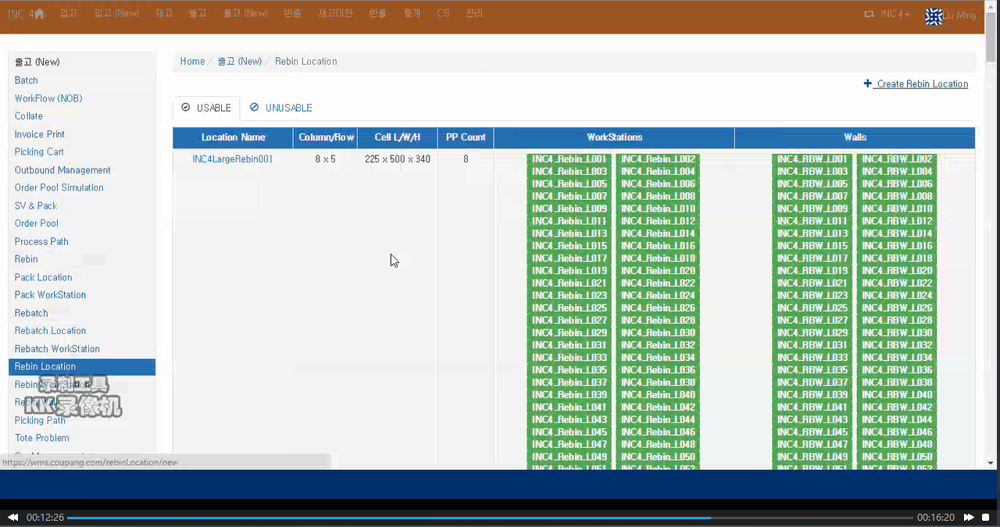 INC 4 입고 입고 (New) 재고 출고 출고 (New) 반품 재고이관 반출 통계 CS 관리 INC 4 Liu Ming
출고 (New)
Batch
WorkFlow (NOB)
Collate
Invoice Print
Picking Cart
Outbound Management
Order Pool Simulation
SV & Pack
Order Pool
Process Path
Rebin
Pack Location
Pack WorkStation
Rebatch
Rebatch Location
Rebatch WorkStation
Rebin Location
Rebin WorkStation
Rebin Wall
Picking Path
Tote Problem
录制工具
KK录像机
https://wms.coupang.com/rebinLocation/new
Home / 출고 (New) / Rebin Location
Create Rebin Location
USABLE UNUSABLE
Location Name Column/Row Cell L/W/H PP Count WorkStations Walls
INC4LargeRebin001 8 x 5 225 x 500 x 340 8 INC4_Rebin_L001 INC4_Rebin_L002 INC4_RBW_L001 INC4_RBW_L002
INC4_Rebin_L003 INC4_Rebin_L004 INC4_RBW_L003 INC4_RBW_L004
INC4_Rebin_L005 INC4_Rebin_L006 INC4_RBW_L005 INC4_RBW_L006
INC4_Rebin_L007 INC4_Rebin_L008 INC4_RBW_L007 INC4_RBW_L008
INC4_Rebin_L009 INC4_Rebin_L010 INC4_RBW_L009 INC4_RBW_L010
INC4_Rebin_L011 INC4_Rebin_L012 INC4_RBW_L011 INC4_RBW_L012
INC4_Rebin_L013 INC4_Rebin_L014 INC4_RBW_L013 INC4_RBW_L014
INC4_Rebin_L015 INC4_Rebin_L016 INC4_RBW_L015 INC4_RBW_L016
INC4_Rebin_L017 INC4_Rebin_L018 INC4_RBW_L017 INC4_RBW_L018
INC4_Rebin_L019 INC4_Rebin_L020 INC4_RBW_L019 INC4_RBW_L020
INC4_Rebin_L021 INC4_Rebin_L022 INC4_RBW_L021 INC4_RBW_L022
INC4_Rebin_L023 INC4_Rebin_L024 INC4_RBW_L023 INC4_RBW_L024
INC4_Rebin_L025 INC4_Rebin_L026 INC4_RBW_L025 INC4_RBW_L026
INC4_Rebin_L027 INC4_Rebin_L028 INC4_RBW_L027 INC4_RBW_L028
INC4_Rebin_L029 INC4_Rebin_L030 INC4_RBW_L029 INC4_RBW_L030
INC4_Rebin_L031 INC4_Rebin_L032 INC4_RBW_L031 INC4_RBW_L032
INC4_Rebin_L033 INC4_Rebin_L034 INC4_RBW_L033 INC4_RBW_L034
INC4_Rebin_L035 INC4_Rebin_L036 INC4_RBW_L035 INC4_RBW_L036
INC4_Rebin_L037 INC4_Rebin_L038 INC4_RBW_L037 INC4_RBW_L038
INC4_Rebin_L039 INC4_Rebin_L040 INC4_RBW_L039 INC4_RBW_L040
INC4_Rebin_L041 INC4_Rebin_L042 INC4_RBW_L041 INC4_RBW_L042
INC4_Rebin_L043 INC4_Rebin_L044 INC4_RBW_L043 INC4_RBW_L044
INC4_Rebin_L045 INC4_Rebin_L046 INC4_RBW_L045 INC4_RBW_L046
INC4_Rebin_L047 INC4_Rebin_L048 INC4_RBW_L047 INC4_RBW_L048
INC4_Rebin_L049 INC4_Rebin_L050 INC4_RBW_L049 INC4_RBW_L050
INC4_Rebin_L051 INC4_Rebin_L052 INC4_RBW_L051 INC4_RBW_L052
00:12:26 00:16:20